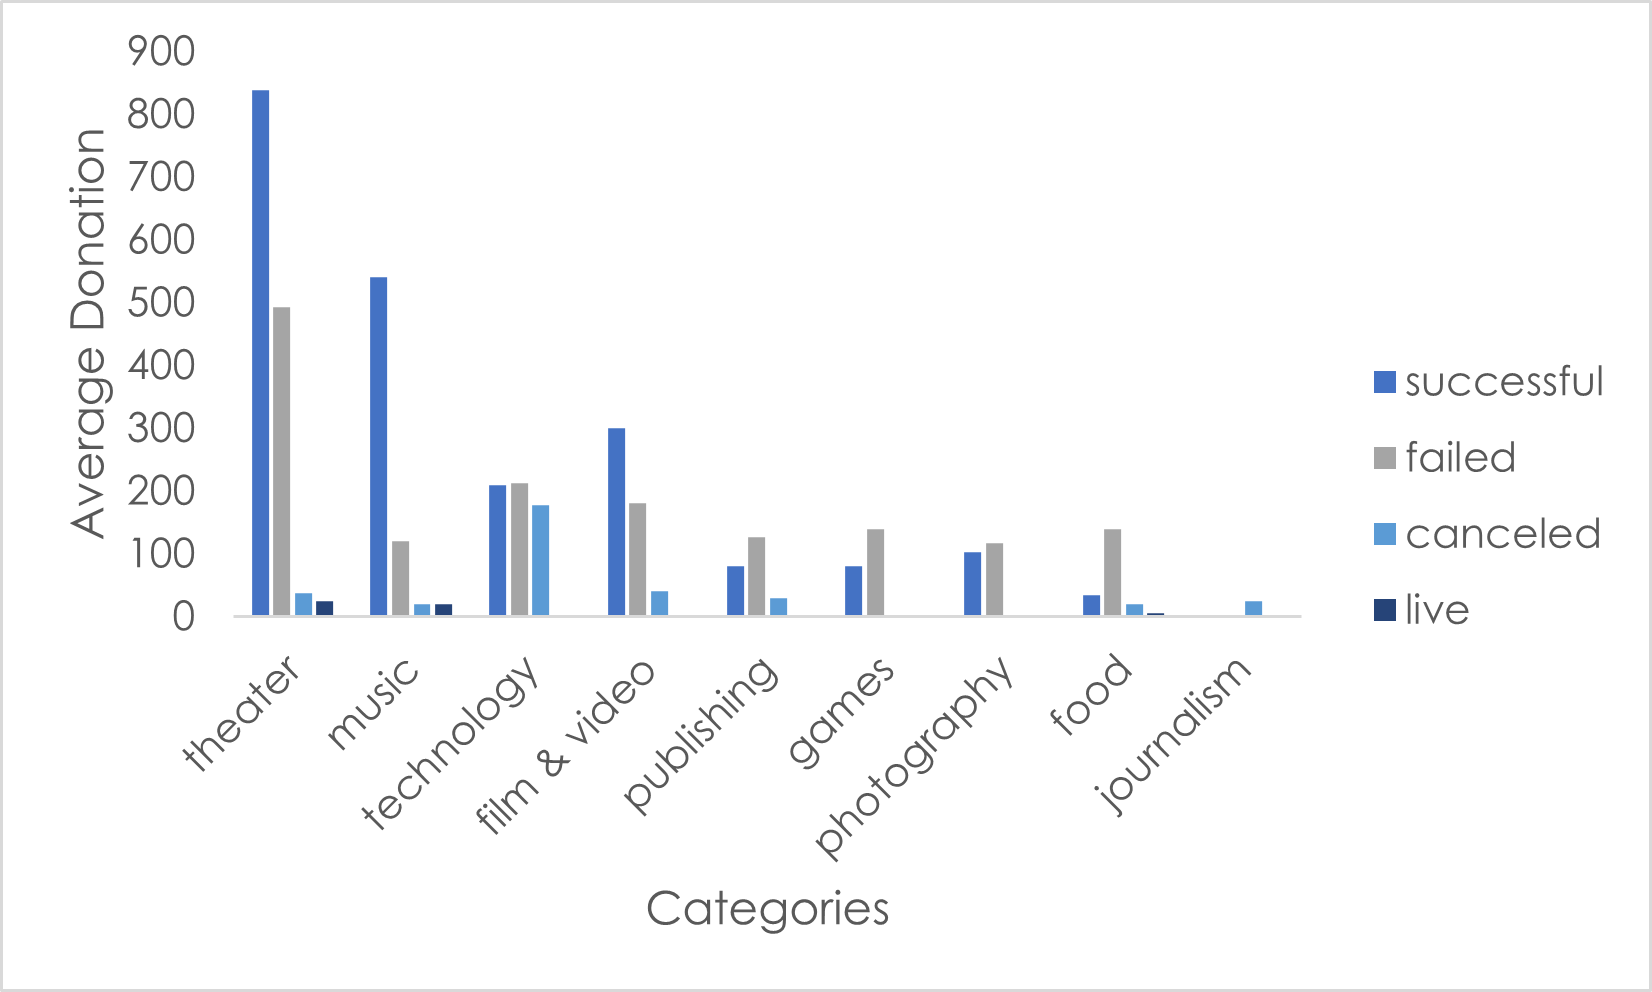 900
800
700
600
500
400
300
200
100
0
Average Donation
theater
music
technology
film & video
publishing
games
photography
food
journalism
Categories
successful
failed
canceled
live